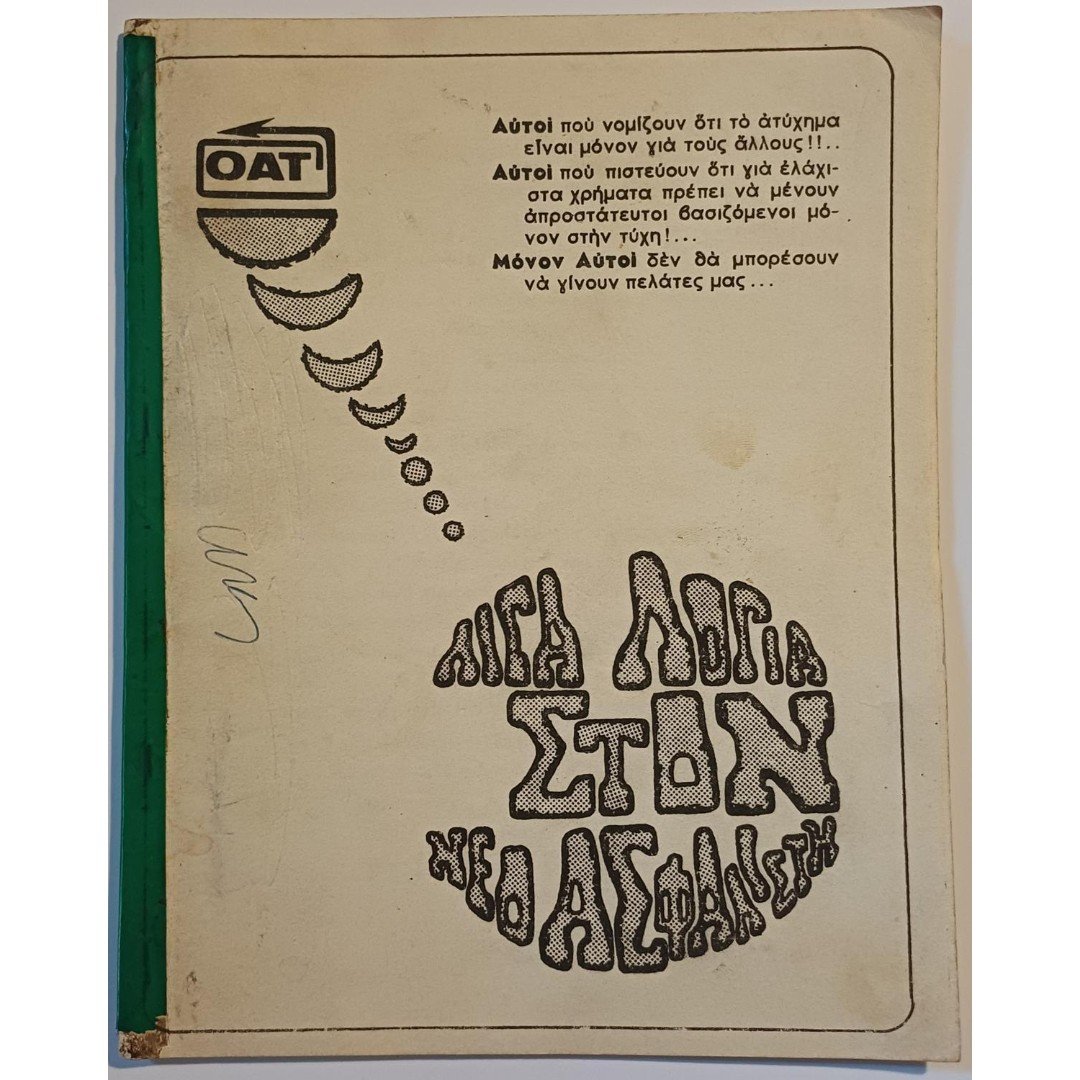 OAT
Αὐτοὶ ποὺ νομίζουν ὅτι τὸ ἀτύχημα
εἶναι μόνον γιὰ τοὺς ἄλλους!!..
Αὐτοὶ ποὺ πιστεύουν ὅτι γιὰ ἐλάχι-
στα χρήματα πρέπει νὰ μένουν
ἀπροστάτευτοι βασιζόμενοι μό-
νον στὴν τύχη!...
Μόνον Αὐτοὶ δὲν θὰ μπορέσουν
νὰ γίνουν πελάτες μας...
ΛΙΓΑ ΛΟΓΙΑ
ΣΤΟΝ
ΝΕΟ ΑΣΦΑΛΙΣΤΗ